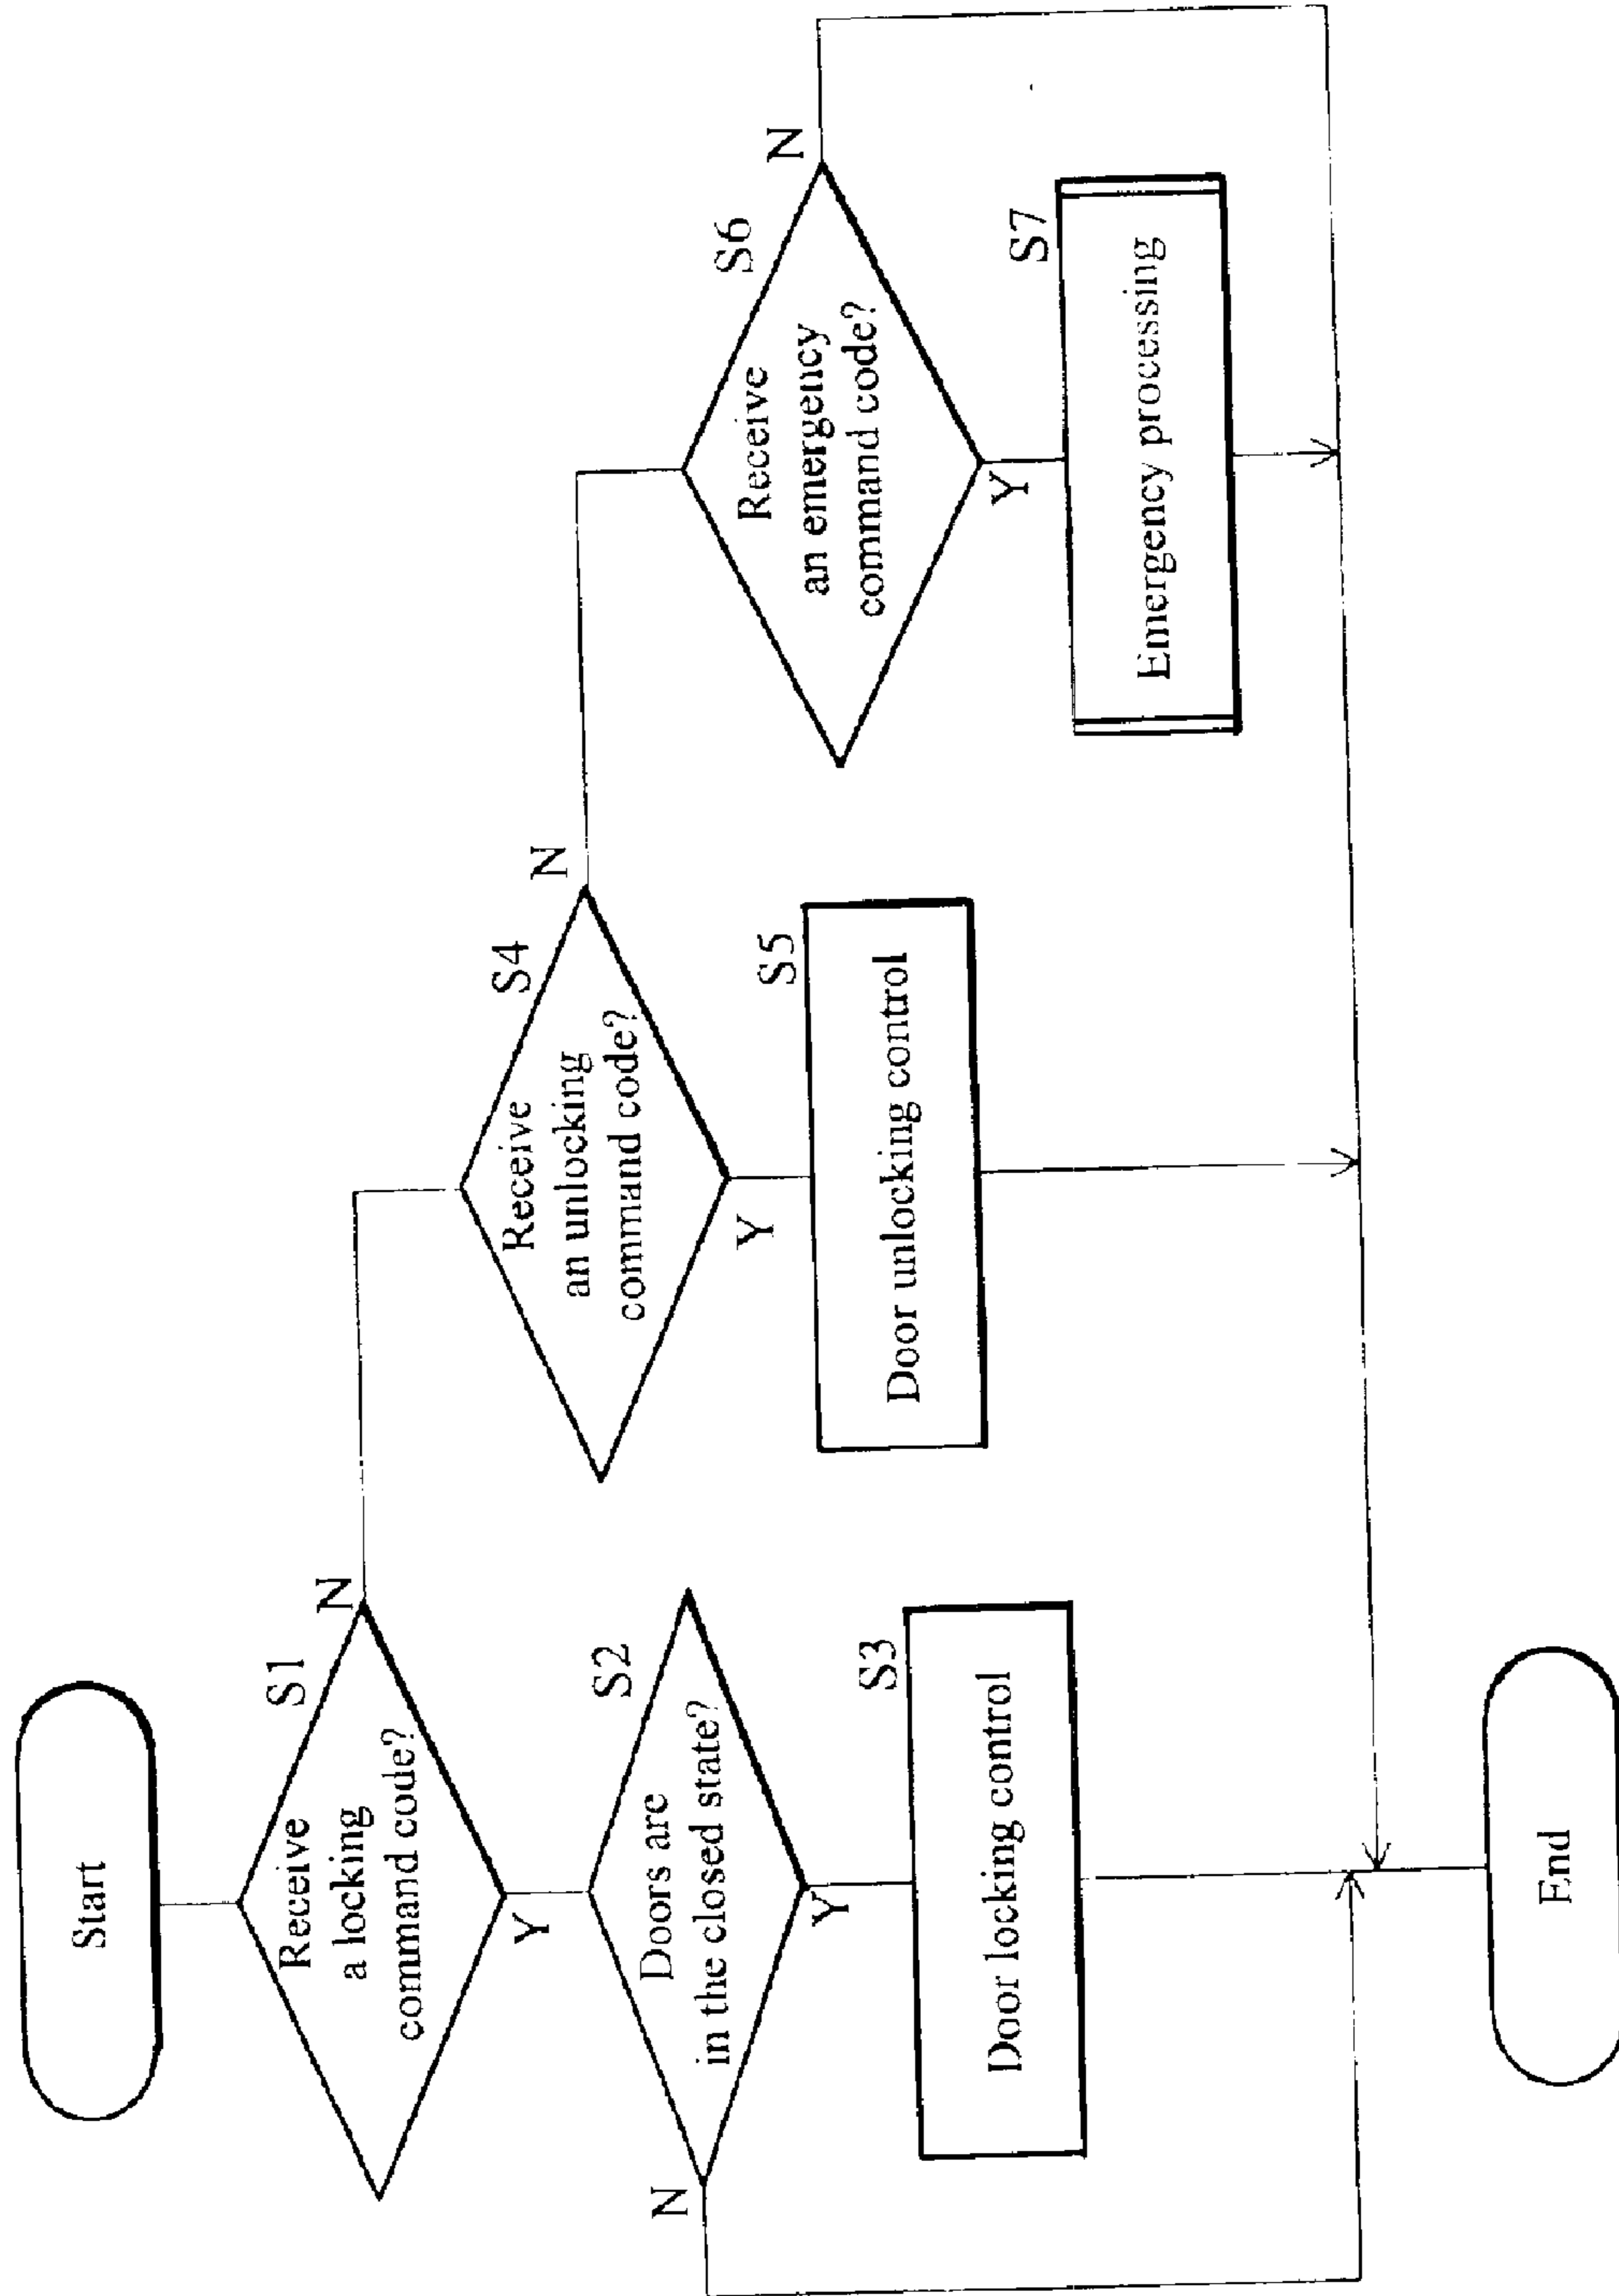 Start
S1
Receive
a locking
command code?
N
Y
S2
Doors are
in the closed state?
N
Y
S3
Door locking control
S4
Receive
an unlocking
command code?
N
Y
S5
Door unlocking control
S6
Receive
an emergency
command code?
N
Y
S7
Emergency processing
End